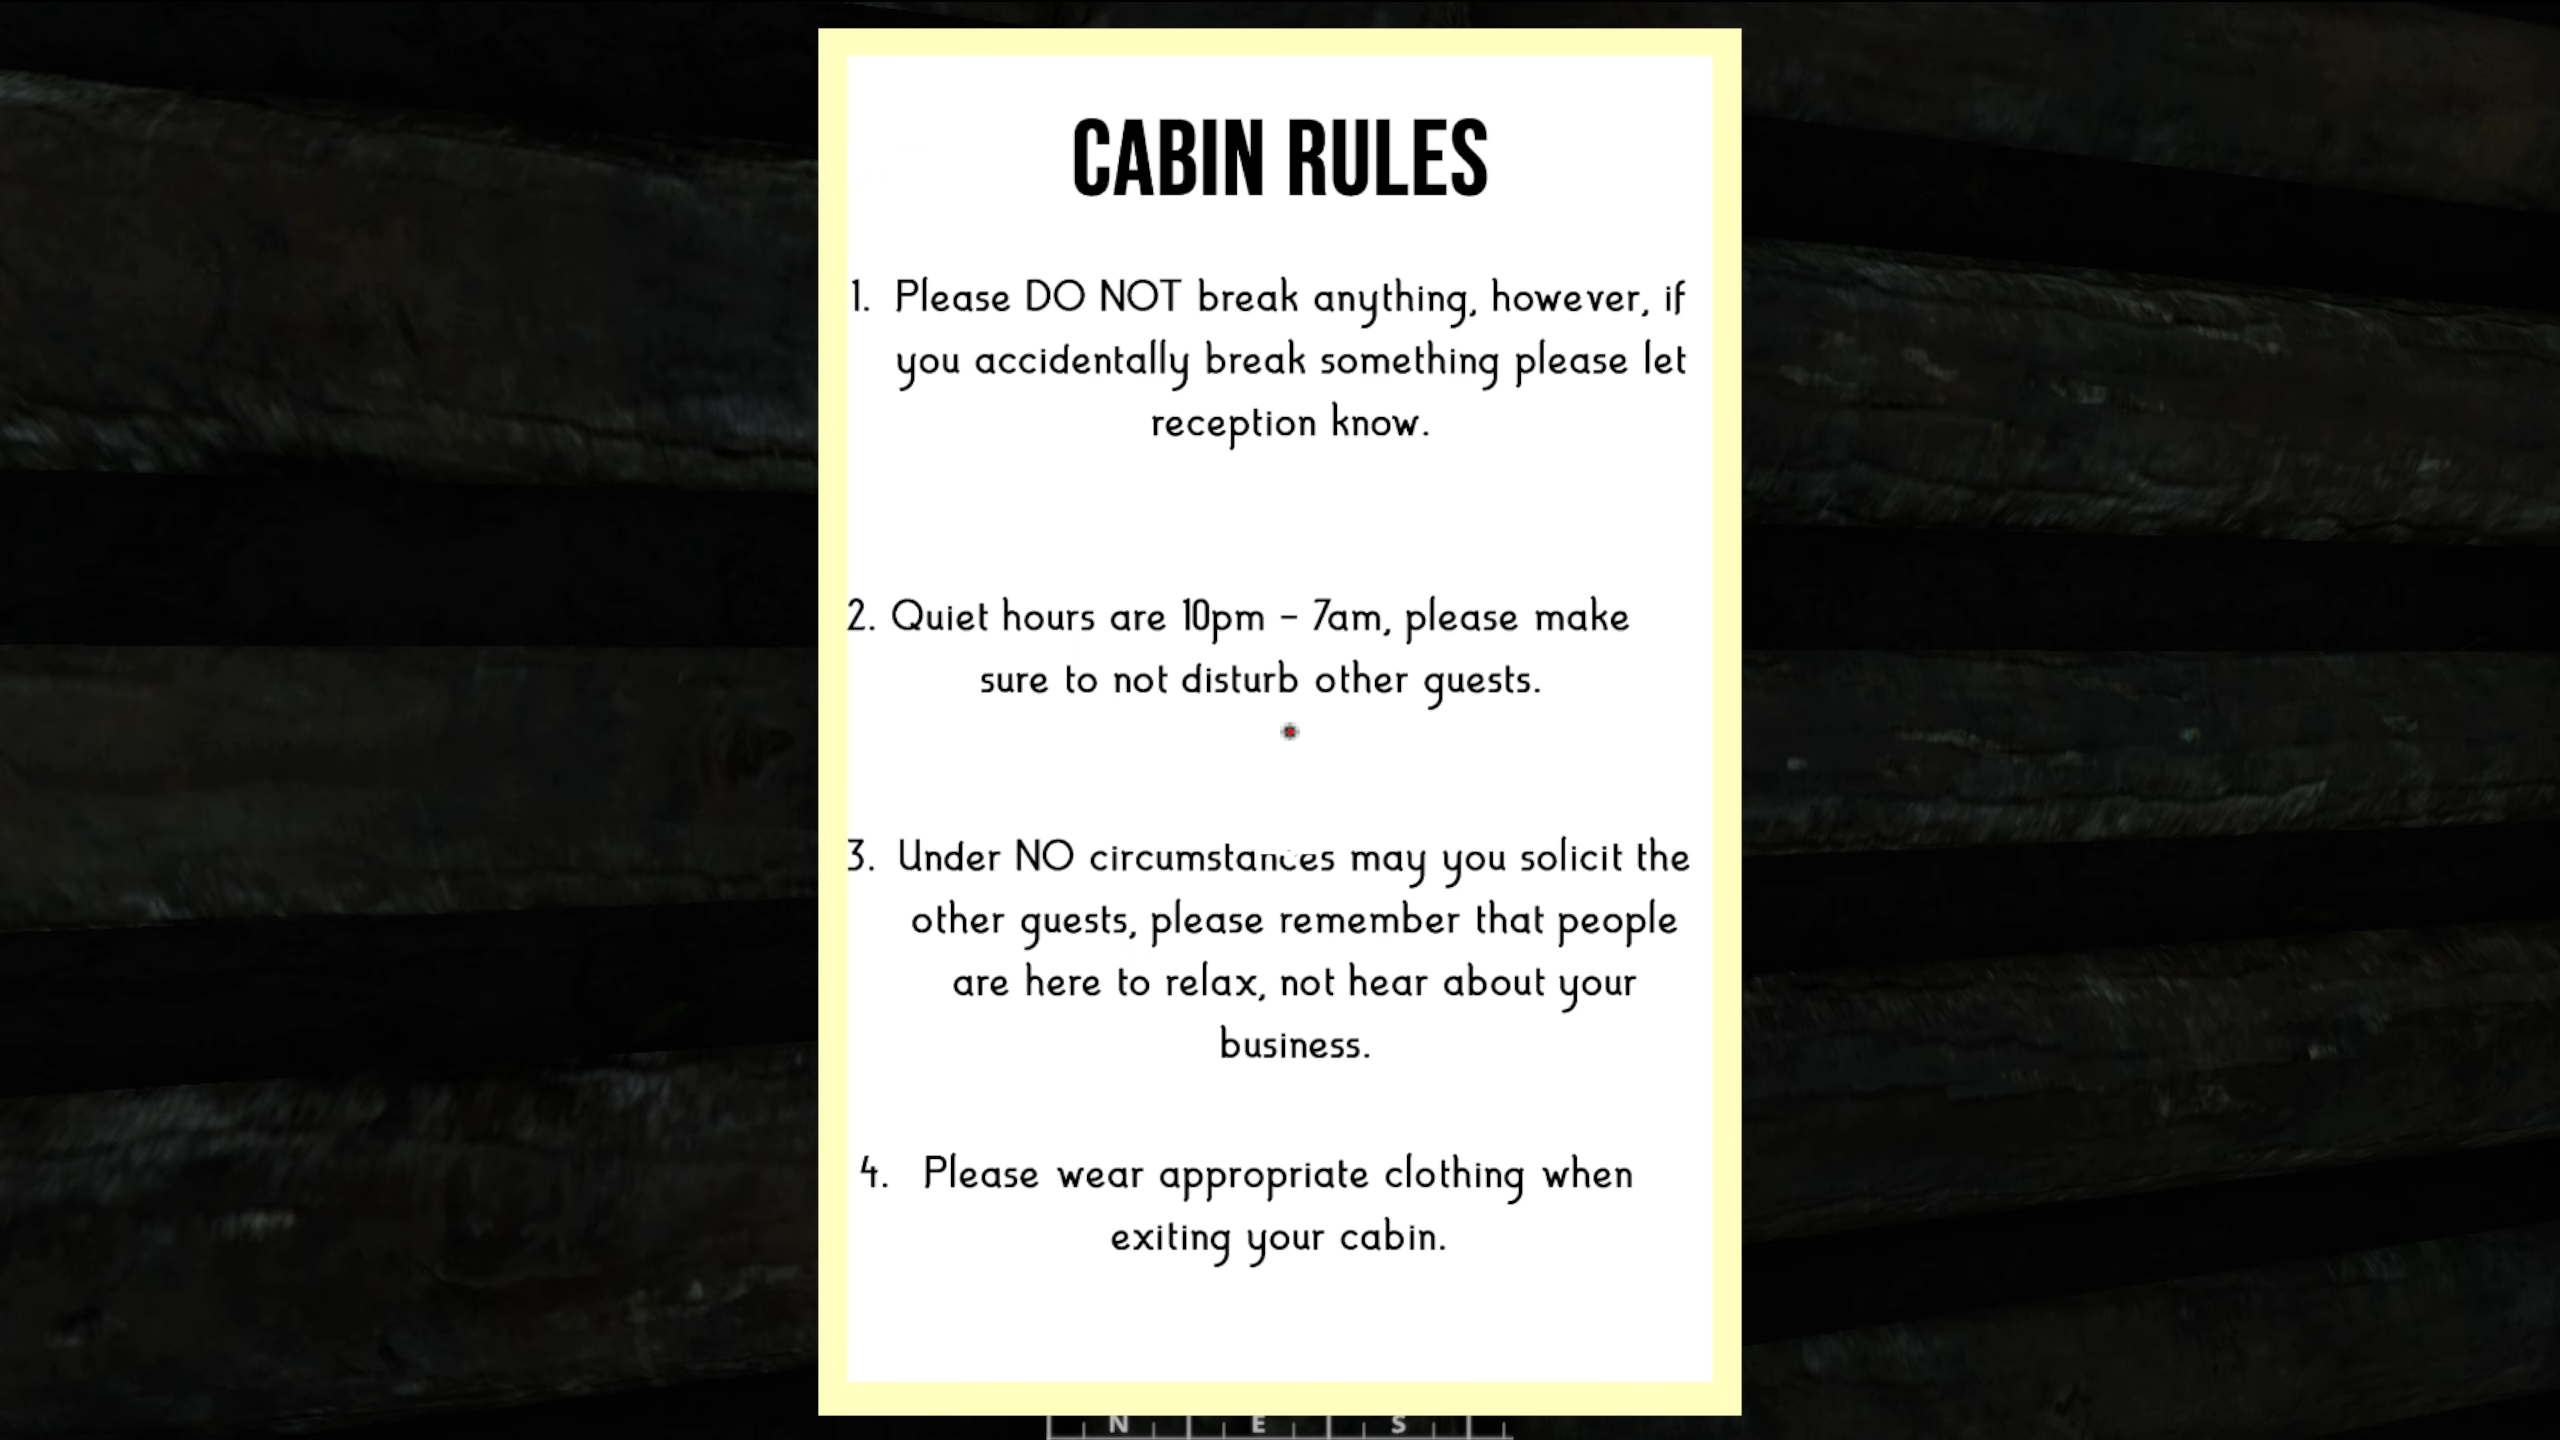 CABIN RULES
1. Please DO NOT break anything, however, if
you accidentally break something please let
reception know.
2. Quiet hours are 10pm - 7am, please make
sure to not disturb other guests.
3. Under NO circumstances may you solicit the
other guests, please remember that people
are here to relax, not hear about your
business.
4. Please wear appropriate clothing when
exiting your cabin.
N E S